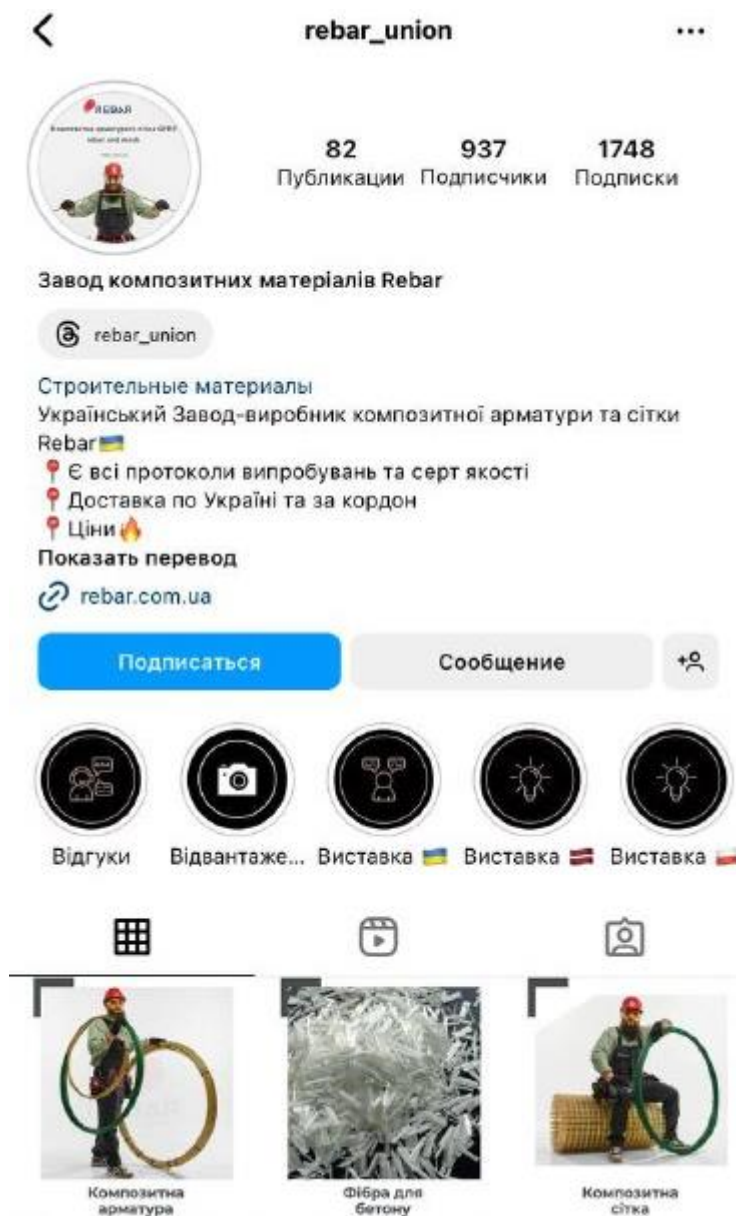 rebar_union
REBAR
82
937
1748
Публикации
Подписчики
Подписки
Завод композитних матеріалів Rebar
rebar_union
Строительные материалы
Український Завод-виробник композитної арматури та сітки
Rebar🇺🇦
📍Є всі протоколи випробувань та серт якості
📍Доставка по Україні та за кордон
📍Ціни🔥
Показать перевод
rebar.com.ua
Подписаться
Сообщение
Відгуки
Відвантаже...
Виставка 🇺🇦
Виставка 🇱🇻
Виставка 🇵🇱
Композитна
арматура
Фібра для
бетону
Композитна
сітка